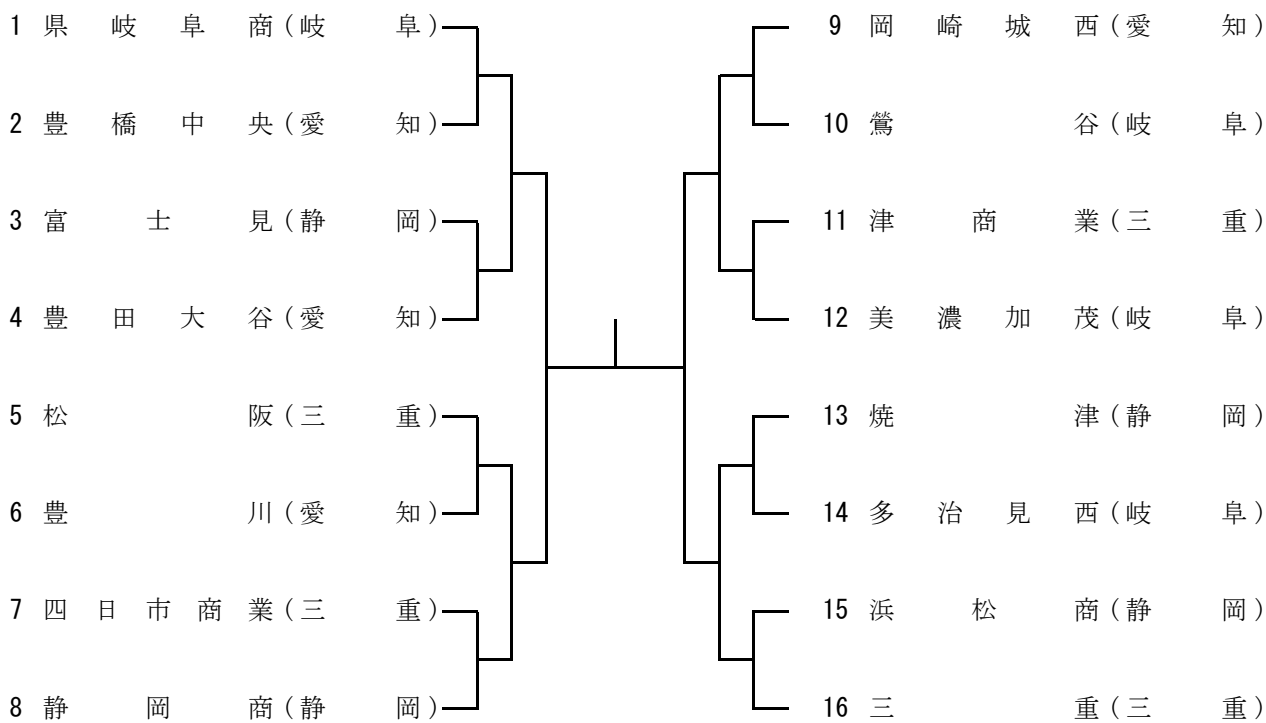 1 県岐阜商(岐阜)
2 豊橋中央(愛知)
3 富士見(静岡)
4 豊田大谷(愛知)
5 松阪(三重)
6 豊川(愛知)
7 四日市商業(三重)
8 静岡商(静岡)
9 岡崎城西(愛知)
10 鶯谷(岐阜)
11 津商業(三重)
12 美濃加茂(岐阜)
13 焼津(静岡)
14 多治見西(岐阜)
15 浜松商(静岡)
16 三重(三重)